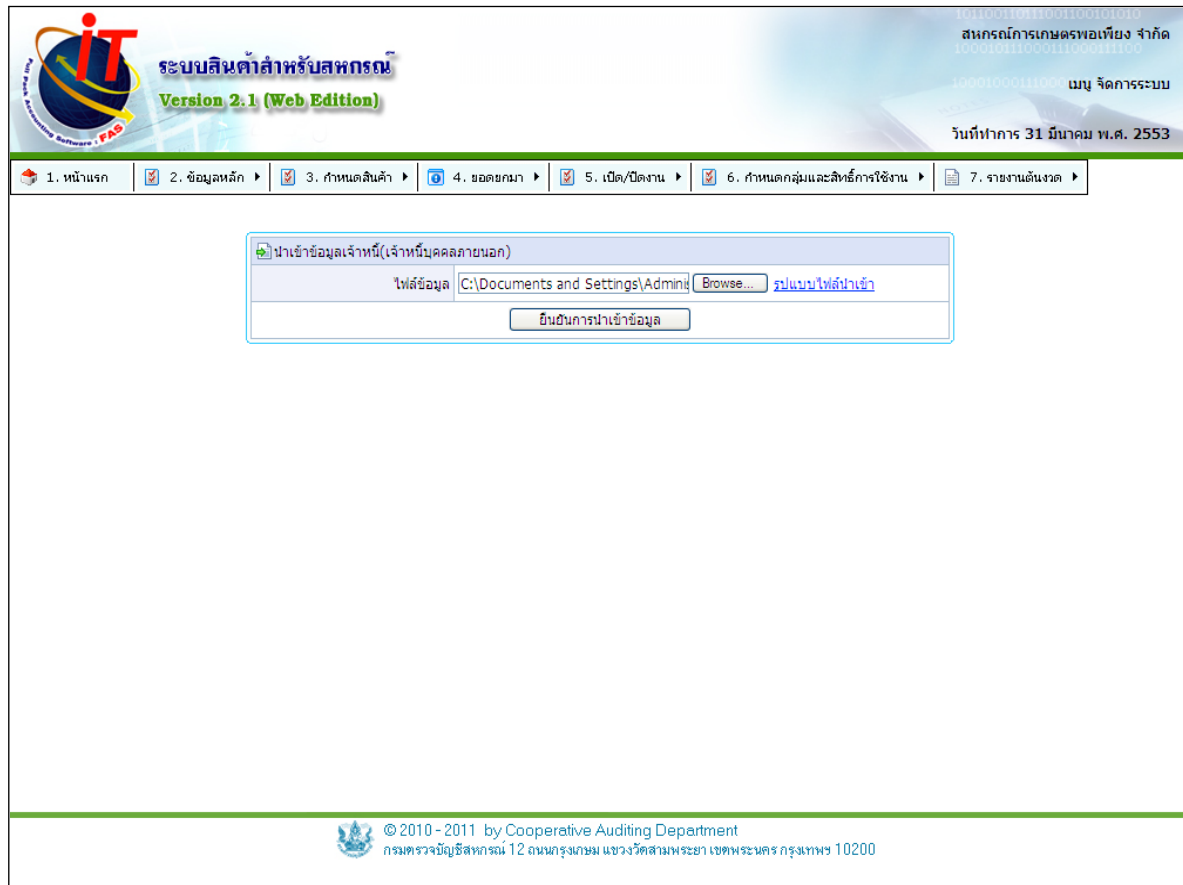 iT
Full Pack Accounting Software : FAS
ระบบสินค้าสำหรับสหกรณ์
Version 2.1 (Web Edition)
สหกรณ์การเกษตรพอเพียง จำกัด
เมนู จัดการระบบ
วันที่ทำการ 31 มีนาคม พ.ศ. 2553
1. หน้าแรก 2. ข้อมูลหลัก 3. กำหนดสินค้า 4. ยอดยกมา 5. เปิด/ปิดงาน 6. กำหนดกลุ่มและสิทธิ์การใช้งาน 7. รายงานต้นงวด
นำเข้าข้อมูลเจ้าหนี้(เจ้าหนี้บุคคลภายนอก)
ไฟล์ข้อมูล C:\Documents and Settings\Admini Browse... รูปแบบไฟล์นำเข้า
ยืนยันการนำเข้าข้อมูล
© 2010 - 2011 by Cooperative Auditing Department
กรมตรวจบัญชีสหกรณ์ 12 ถนนกรุงเกษม แขวงวัดสามพระยา เขตพระนคร กรุงเทพฯ 10200